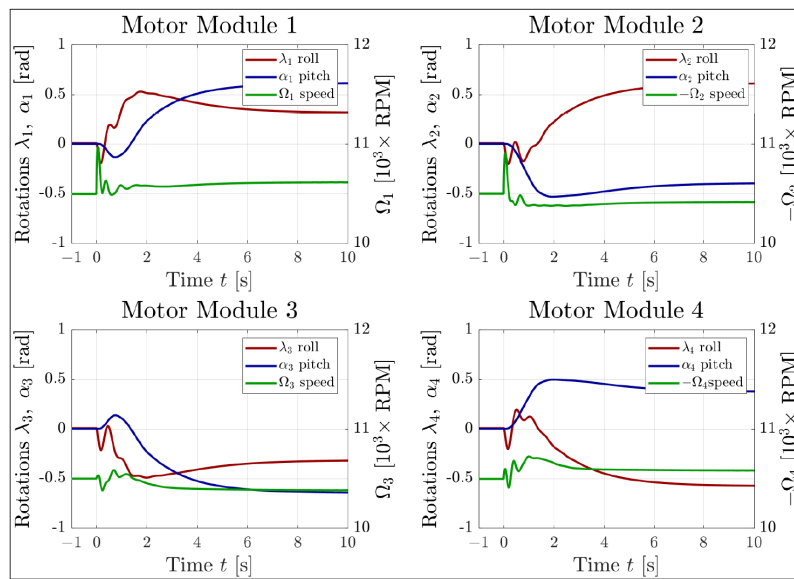 Motor Module 1
Rotations λ₁, α₁ [rad]
1
0.5
0
-0.5
-1
λ₁ roll
α₁ pitch
Ω₁ speed
12
11
10
Ω₁ [10³× RPM]
-1 0 2 4 6 8 10
Time t [s]
Motor Module 2
Rotations λ₂, α₂ [rad]
1
0.5
0
-0.5
-1
λ₂ roll
α₂ pitch
−Ω₂ speed
12
11
10
−Ω₂ [10³× RPM]
-1 0 2 4 6 8 10
Time t [s]
Motor Module 3
Rotations λ₃, α₃ [rad]
1
0.5
0
-0.5
-1
λ₃ roll
α₃ pitch
Ω₃ speed
12
11
10
Ω₃ [10³× RPM]
-1 0 2 4 6 8 10
Time t [s]
Motor Module 4
Rotations λ₄, α₄ [rad]
1
0.5
0
-0.5
-1
λ₄ roll
α₄ pitch
−Ω₄speed
12
11
10
−Ω₄ [10³× RPM]
-1 0 2 4 6 8 10
Time t [s]